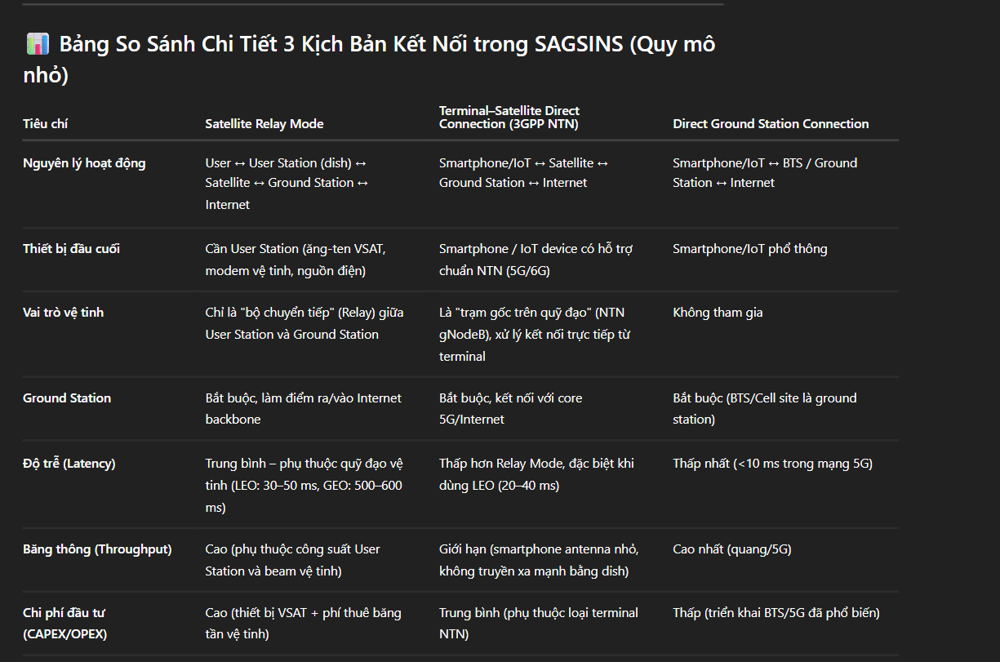 📊 Bảng So Sánh Chi Tiết 3 Kịch Bản Kết Nối trong SAGSINS (Quy mô
nhỏ)
Tiêu chí
Satellite Relay Mode
Terminal–Satellite Direct
Connection (3GPP NTN)
Direct Ground Station Connection
Nguyên lý hoạt động
User ↔ User Station (dish) ↔
Satellite ↔ Ground Station ↔
Internet
Smartphone/IoT ↔ Satellite ↔
Ground Station ↔ Internet
Smartphone/IoT ↔ BTS / Ground
Station ↔ Internet
Thiết bị đầu cuối
Cần User Station (ăng-ten VSAT,
modem vệ tinh, nguồn điện)
Smartphone / IoT device có hỗ trợ
chuẩn NTN (5G/6G)
Smartphone/IoT phổ thông
Vai trò vệ tinh
Chỉ là "bộ chuyển tiếp" (Relay) giữa
User Station và Ground Station
Là "trạm gốc trên quỹ đạo" (NTN
gNodeB), xử lý kết nối trực tiếp từ
terminal
Không tham gia
Ground Station
Bắt buộc, làm điểm ra/vào Internet
backbone
Bắt buộc, kết nối với core
5G/Internet
Bắt buộc (BTS/Cell site là ground
station)
Độ trễ (Latency)
Trung bình – phụ thuộc quỹ đạo vệ
tinh (LEO: 30–50 ms, GEO: 500–600
ms)
Thấp hơn Relay Mode, đặc biệt khi
dùng LEO (20–40 ms)
Thấp nhất (<10 ms trong mạng 5G)
Băng thông (Throughput)
Cao (phụ thuộc công suất User
Station và beam vệ tinh)
Giới hạn (smartphone antenna nhỏ,
không truyền xa mạnh bằng dish)
Cao nhất (quang/5G)
Chi phí đầu tư
(CAPEX/OPEX)
Cao (thiết bị VSAT + phí thuê băng
tần vệ tinh)
Trung bình (phụ thuộc loại terminal
NTN)
Thấp (triển khai BTS/5G đã phổ biến)